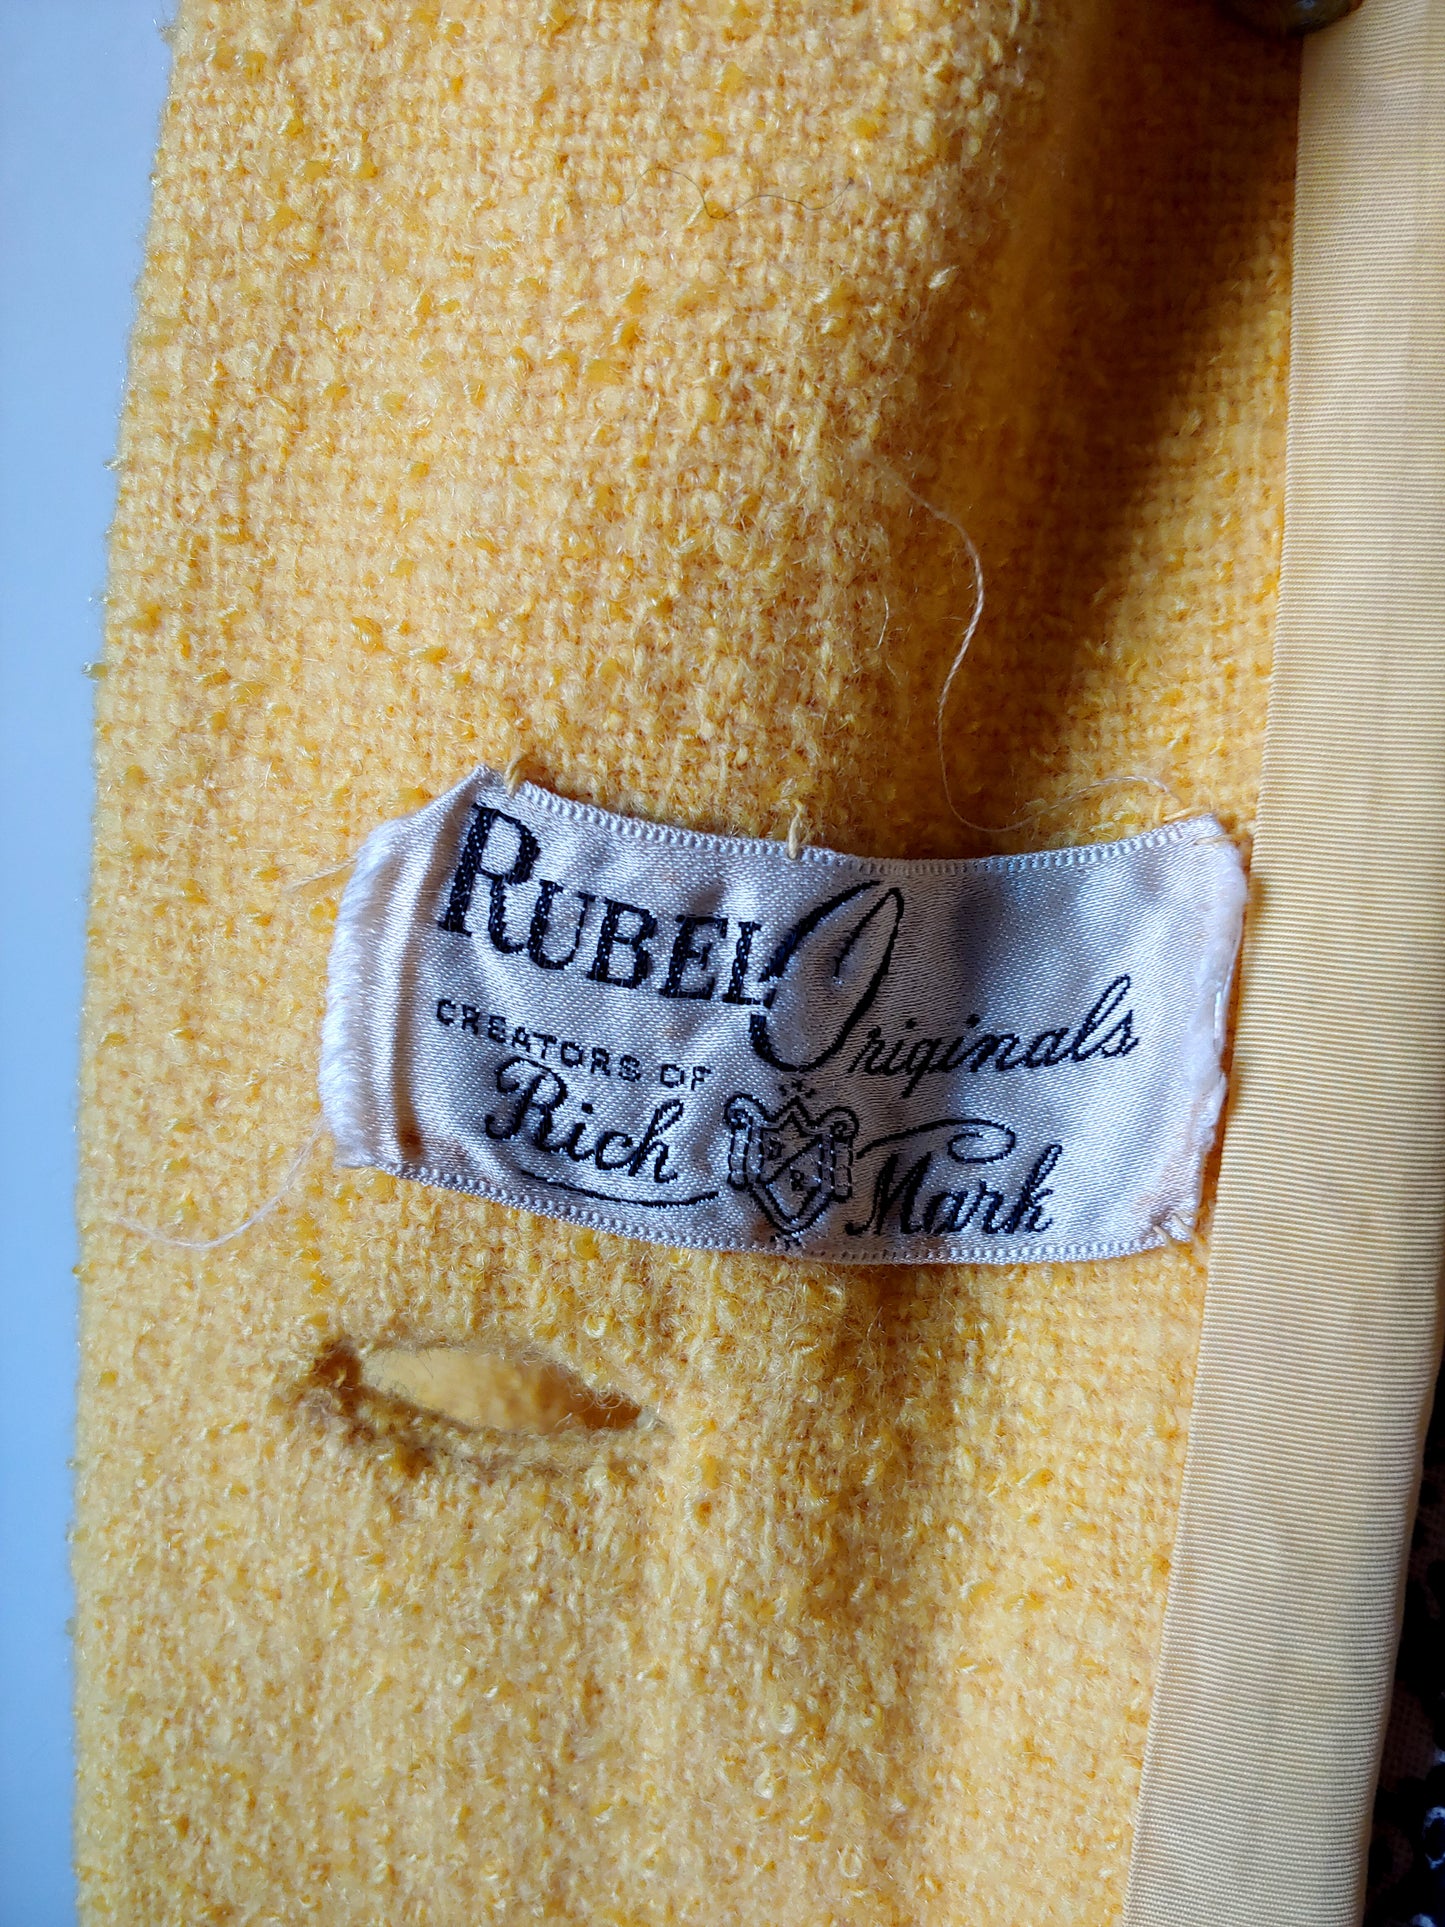 RUBEL Originals
CREATORS OF
Rich Mark